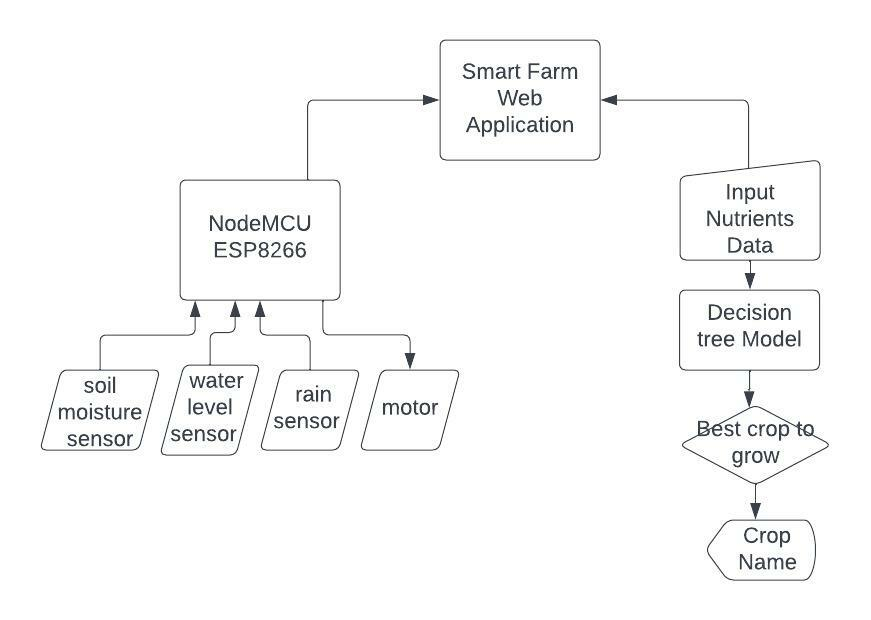 Smart Farm
Web
Application
NodeMCU
ESP8266
soil
moisture
sensor
water
level
sensor
rain
sensor
motor
Input
Nutrients
Data
Decision
tree Model
Best crop to
grow
Crop
Name